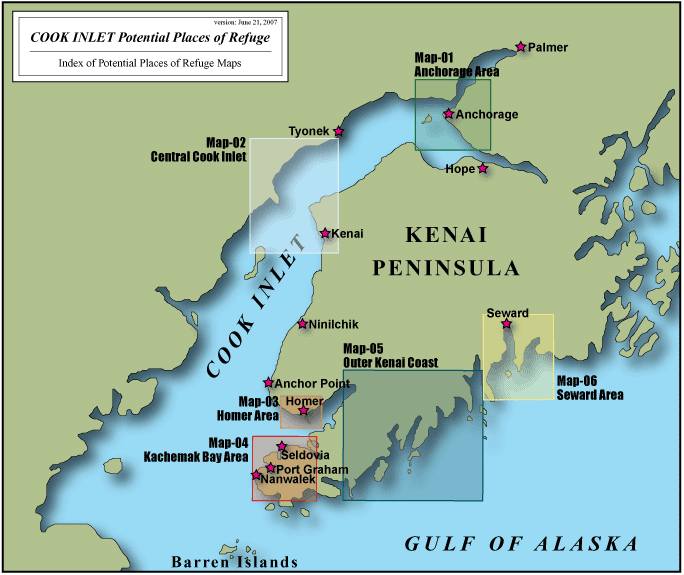 version: June 21, 2007
COOK INLET Potential Places of Refuge
Index of Potential Places of Refuge Maps
Palmer
Map-01
Anchorage Area
Anchorage
Tyonek
Map-02
Central Cook Inlet
Hope
Kenai
KENAI
PENINSULA
COOK INLET
Seward
Ninilchik
Map-05
Outer Kenai Coast
Anchor Point
Map-06
Seward Area
Map-03
Homer Area
Homer
Map-04
Kachemak Bay Area
Seldovia
Port Graham
Nanwalek
GULF OF ALASKA
Barren Islands